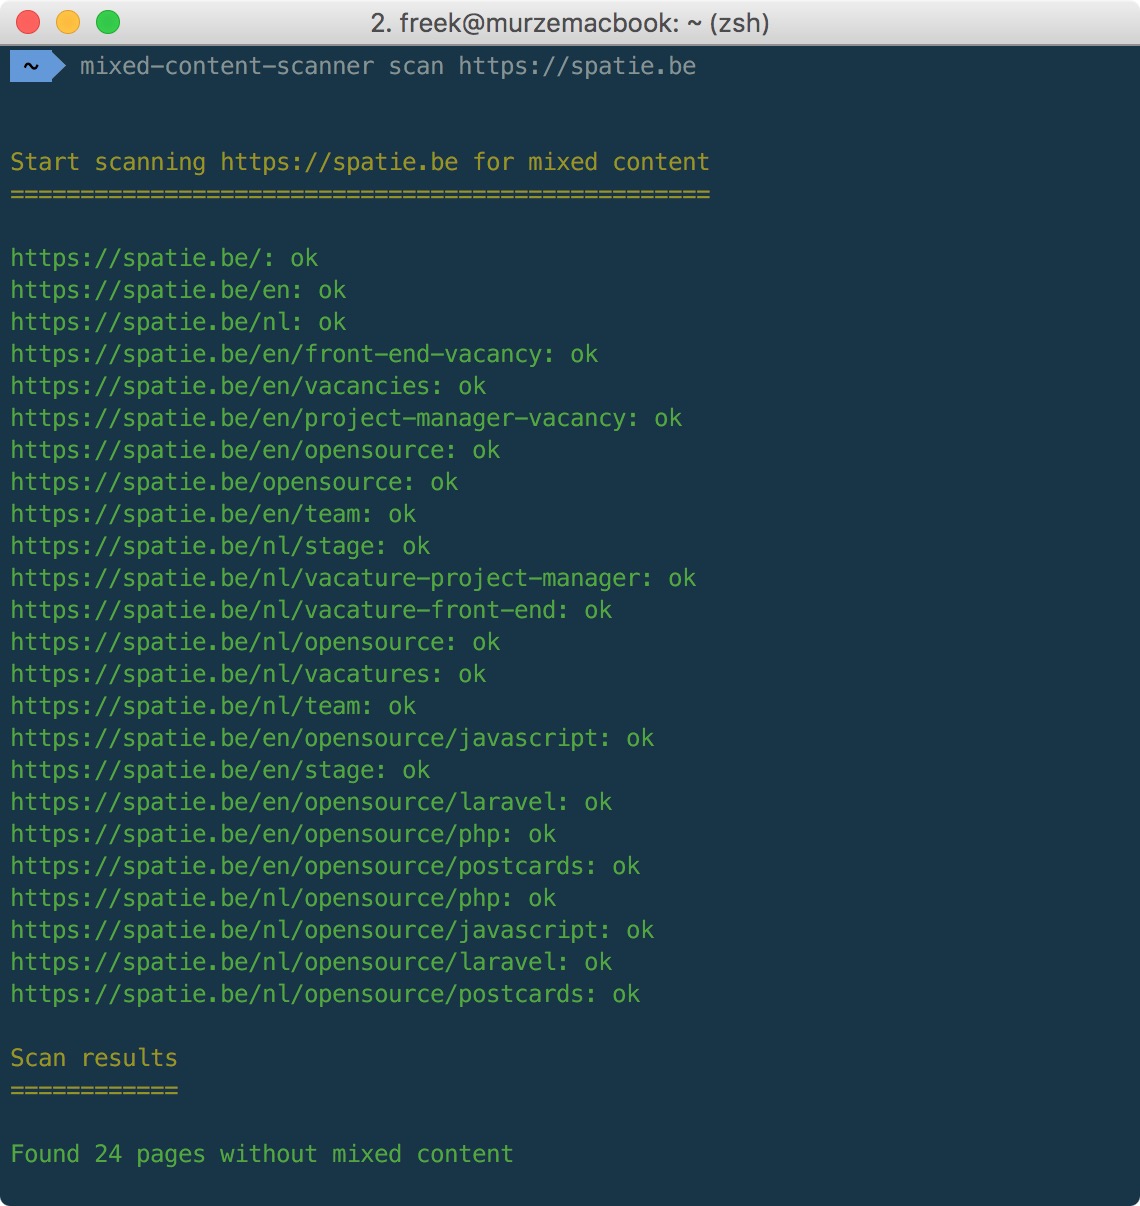 2. freek@murzemacbook: ~ (zsh)
~ mixed-content-scanner scan https://spatie.be
Start scanning https://spatie.be for mixed content
==================================================
https://spatie.be/: ok
https://spatie.be/en: ok
https://spatie.be/nl: ok
https://spatie.be/en/front-end-vacancy: ok
https://spatie.be/en/vacancies: ok
https://spatie.be/en/project-manager-vacancy: ok
https://spatie.be/en/opensource: ok
https://spatie.be/opensource: ok
https://spatie.be/en/team: ok
https://spatie.be/nl/stage: ok
https://spatie.be/nl/vacature-project-manager: ok
https://spatie.be/nl/vacature-front-end: ok
https://spatie.be/nl/opensource: ok
https://spatie.be/nl/vacatures: ok
https://spatie.be/nl/team: ok
https://spatie.be/en/opensource/javascript: ok
https://spatie.be/en/stage: ok
https://spatie.be/en/opensource/laravel: ok
https://spatie.be/en/opensource/php: ok
https://spatie.be/en/opensource/postcards: ok
https://spatie.be/nl/opensource/php: ok
https://spatie.be/nl/opensource/javascript: ok
https://spatie.be/nl/opensource/laravel: ok
https://spatie.be/nl/opensource/postcards: ok
Scan results
============
Found 24 pages without mixed content